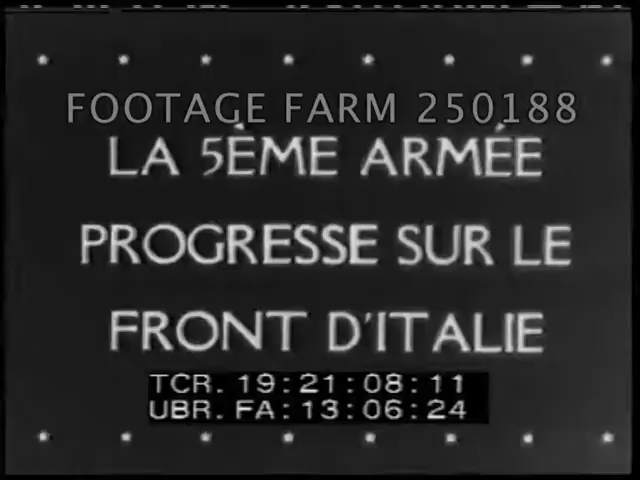 FOOTAGE FARM 250188
LA 5ÈME ARMÉE
PROGRESSE SUR LE
FRONT D'ITALIE
TCR. 19:21:08:11
UBR. FA:13:06:24